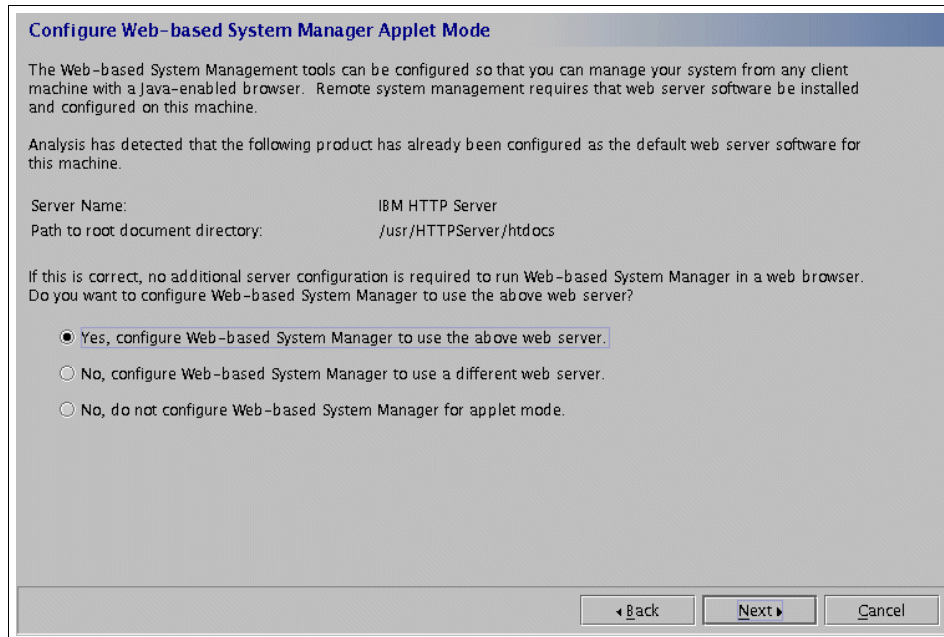 Configure Web-based System Manager Applet Mode
The Web-based System Management tools can be configured so that you can manage your system from any client
machine with a Java-enabled browser. Remote system management requires that web server software be installed
and configured on this machine.
Analysis has detected that the following product has already been configured as the default web server software for
this machine.
Server Name: IBM HTTP Server
Path to root document directory: /usr/HTTPServer/htdocs
If this is correct, no additional server configuration is required to run Web-based System Manager in a web browser.
Do you want to configure Web-based System Manager to use the above web server?
Yes, configure Web-based System Manager to use the above web server.
No, configure Web-based System Manager to use a different web server.
No, do not configure Web-based System Manager for applet mode.
Back Next Cancel